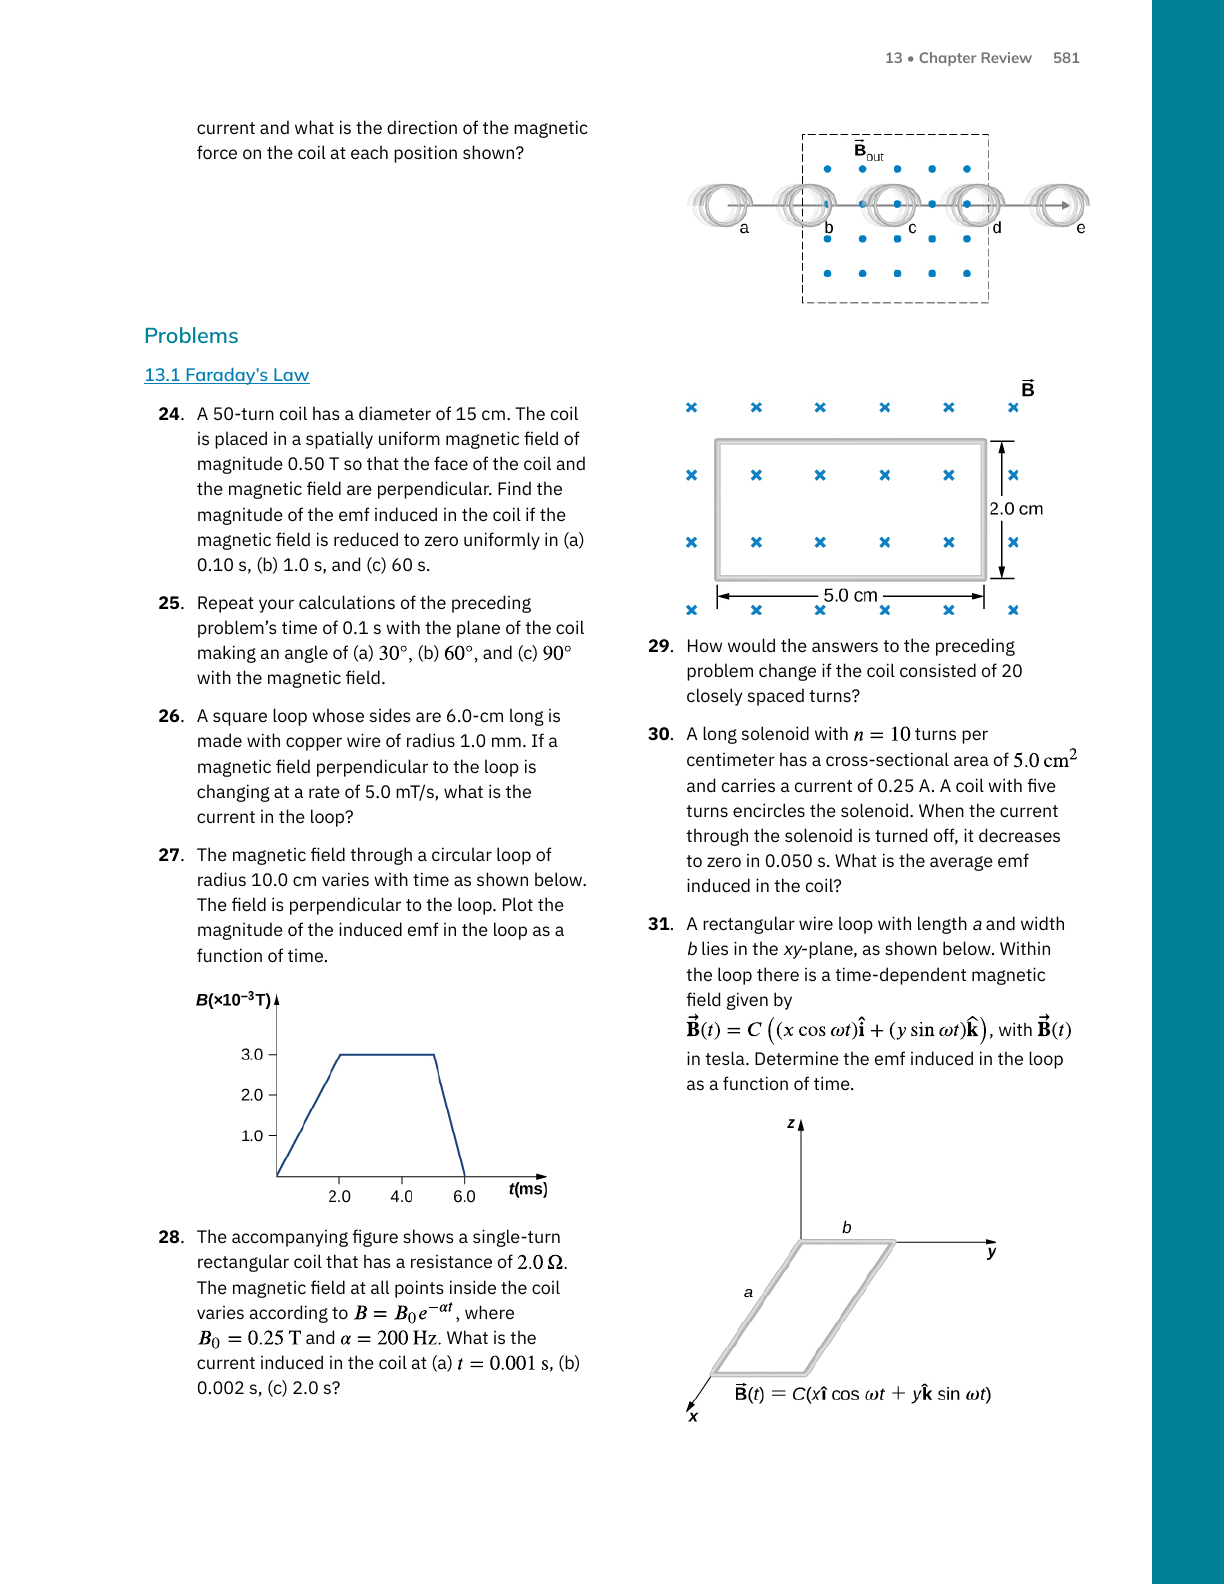 13 • Chapter Review 581
current and what is the direction of the magnetic
force on the coil at each position shown?
B⃗out
a b c d e
Problems
13.1 Faraday's Law
24. A 50-turn coil has a diameter of 15 cm. The coil
is placed in a spatially uniform magnetic field of
magnitude 0.50 T so that the face of the coil and
the magnetic field are perpendicular. Find the
magnitude of the emf induced in the coil if the
magnetic field is reduced to zero uniformly in (a)
0.10 s, (b) 1.0 s, and (c) 60 s.
25. Repeat your calculations of the preceding
problem's time of 0.1 s with the plane of the coil
making an angle of (a) 30°, (b) 60°, and (c) 90°
with the magnetic field.
26. A square loop whose sides are 6.0-cm long is
made with copper wire of radius 1.0 mm. If a
magnetic field perpendicular to the loop is
changing at a rate of 5.0 mT/s, what is the
current in the loop?
27. The magnetic field through a circular loop of
radius 10.0 cm varies with time as shown below.
The field is perpendicular to the loop. Plot the
magnitude of the induced emf in the loop as a
function of time.
B(×10⁻³T)
3.0
2.0
1.0
2.0 4.0 6.0 t(ms)
28. The accompanying figure shows a single-turn
rectangular coil that has a resistance of 2.0 Ω.
The magnetic field at all points inside the coil
varies according to B = B₀e^−αt, where
B₀ = 0.25 T and α = 200 Hz. What is the
current induced in the coil at (a) t = 0.001 s, (b)
0.002 s, (c) 2.0 s?
B⃗
2.0 cm
5.0 cm
29. How would the answers to the preceding
problem change if the coil consisted of 20
closely spaced turns?
30. A long solenoid with n = 10 turns per
centimeter has a cross-sectional area of 5.0 cm²
and carries a current of 0.25 A. A coil with five
turns encircles the solenoid. When the current
through the solenoid is turned off, it decreases
to zero in 0.050 s. What is the average emf
induced in the coil?
31. A rectangular wire loop with length a and width
b lies in the xy-plane, as shown below. Within
the loop there is a time-dependent magnetic
field given by
B⃗(t) = C ((x cos ωt)î + (y sin ωt)k̂), with B⃗(t)
in tesla. Determine the emf induced in the loop
as a function of time.
z
b
y
a
B⃗(t) = C(xî cos ωt + yk̂ sin ωt)
x